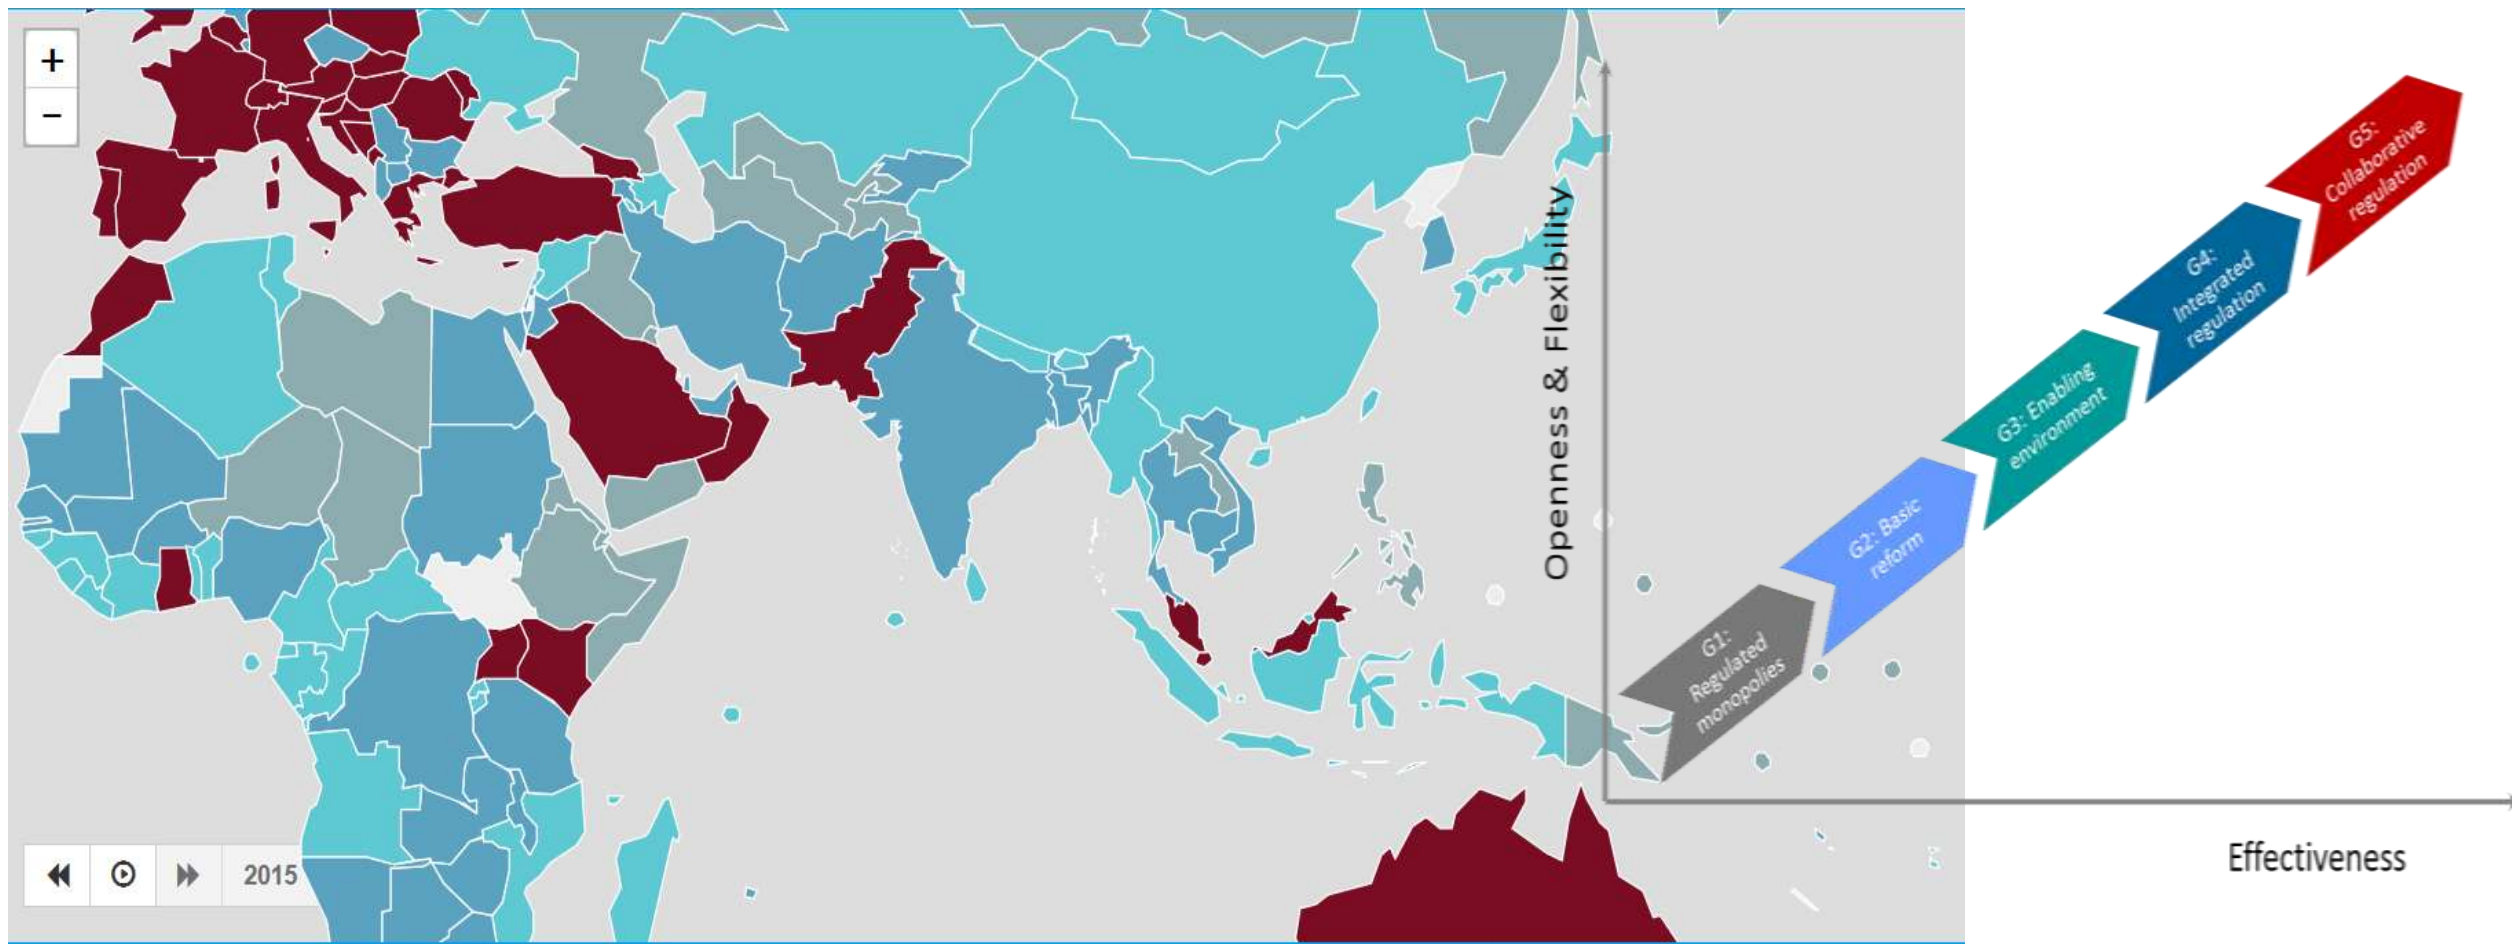 +
−
2015
Openness & Flexibility
G5:
Collaborative
regulation
G4:
Integrated
regulation
G3: Enabling
environment
G2: Basic
reform
G1:
Regulated
monopolies
Effectiveness